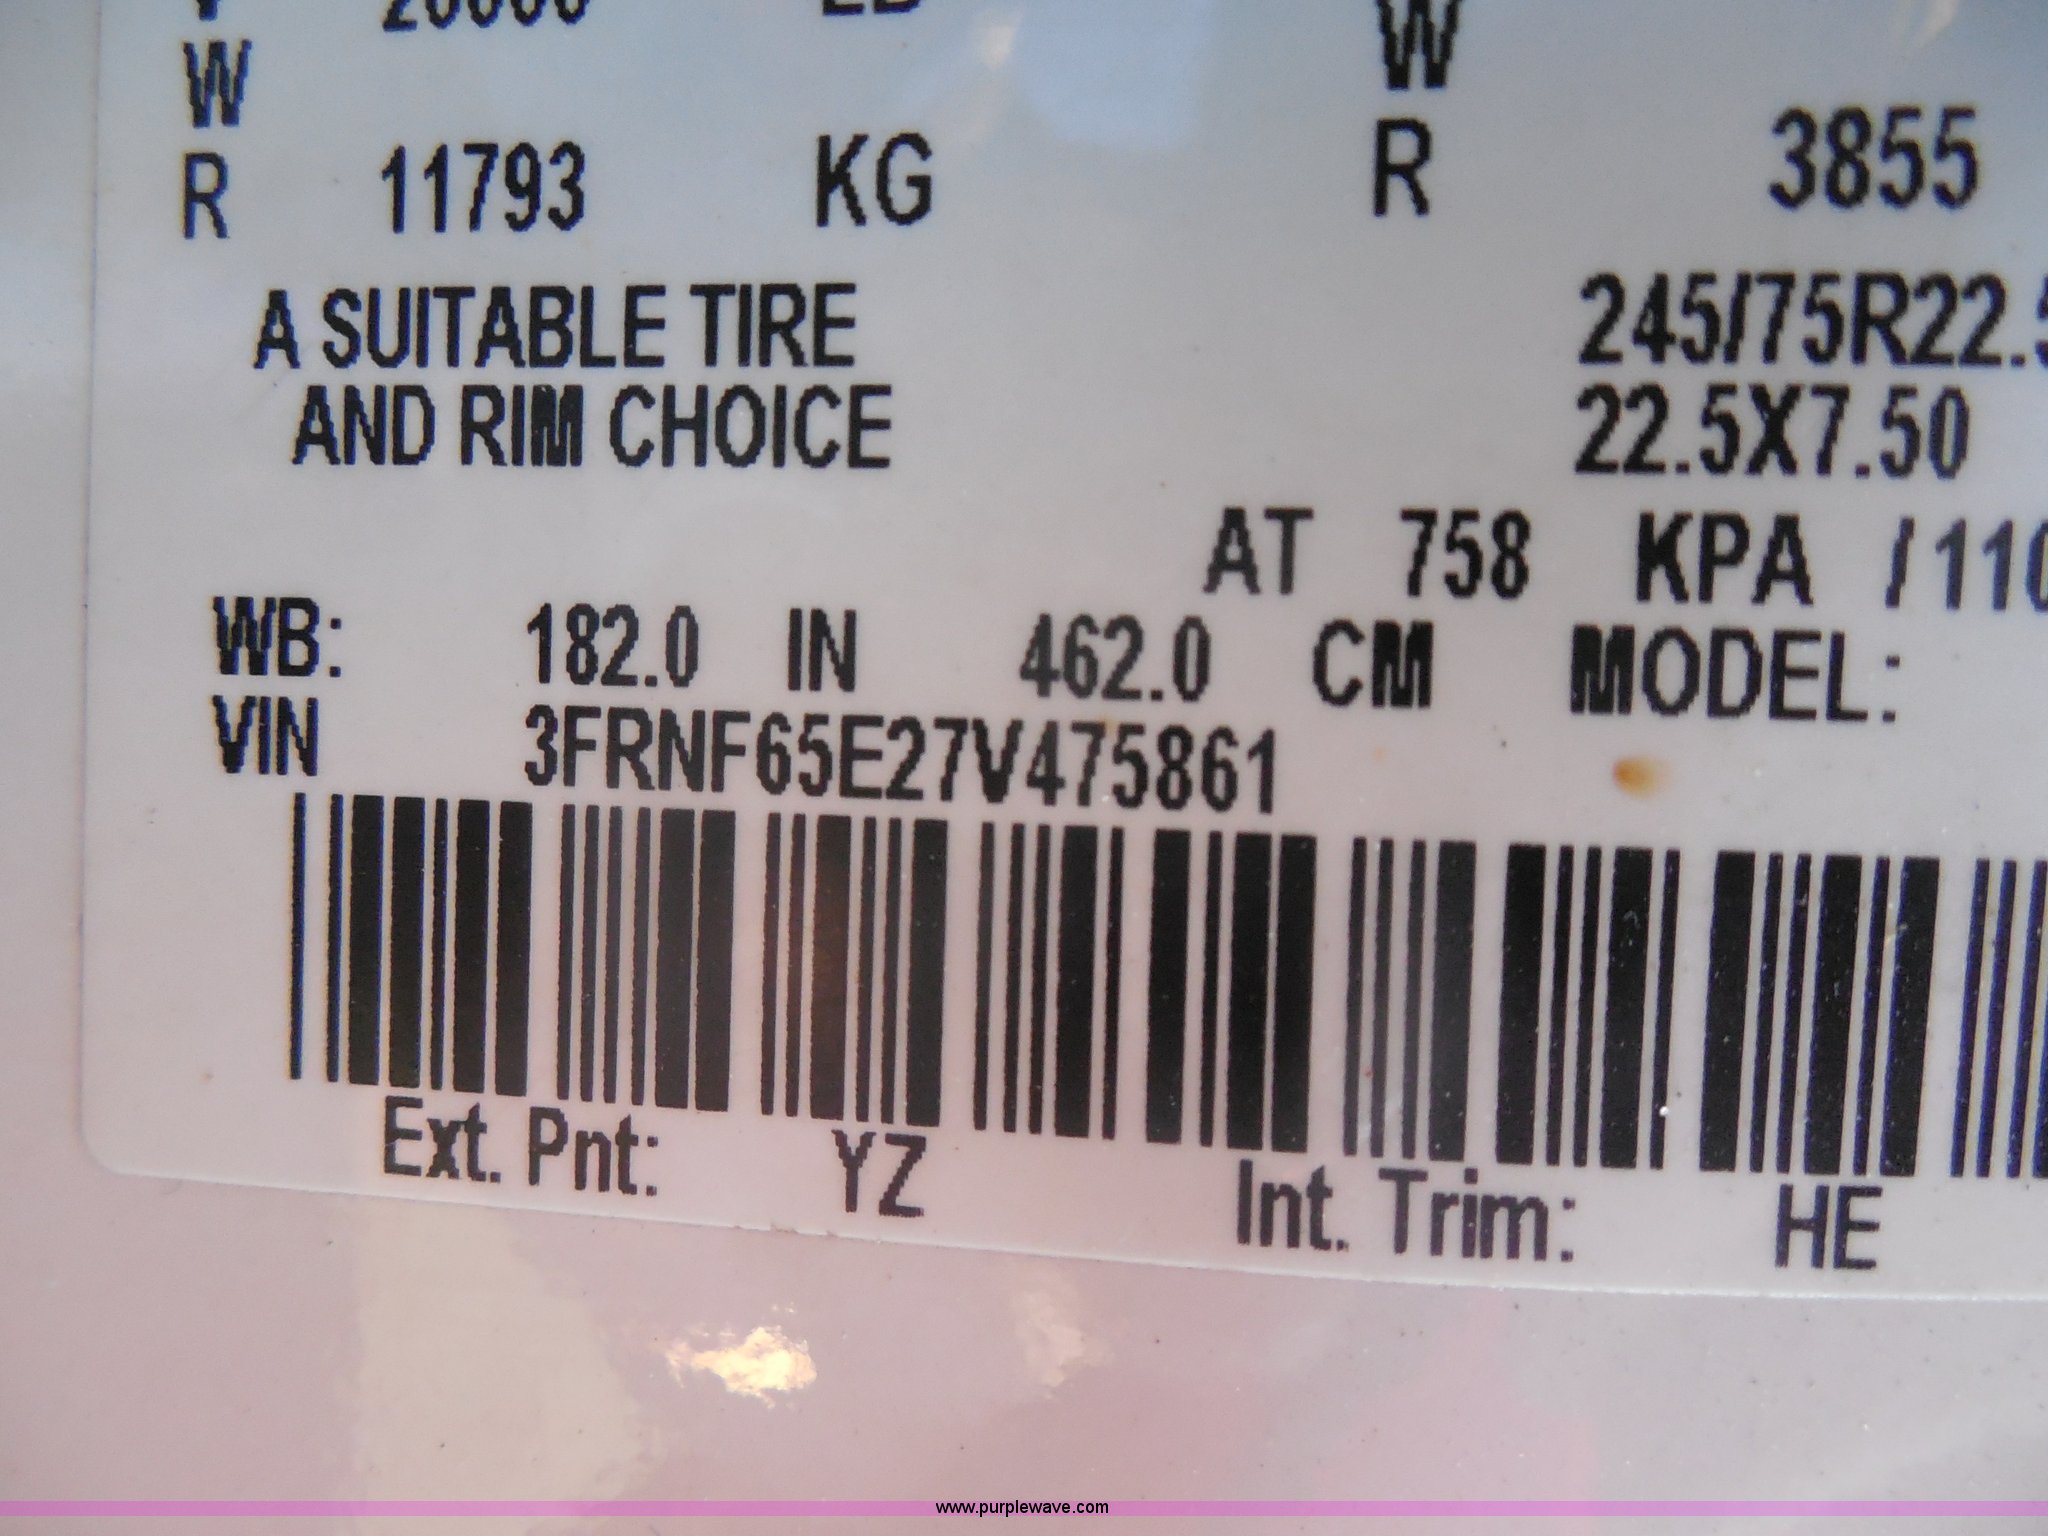 W
W
R 11793 KG R 3855
A SUITABLE TIRE 245/75R22.
AND RIM CHOICE 22.5X7.50
AT 758 KPA /110
WB: 182.0 IN 462.0 CM MODEL:
VIN 3FRNF65E27V475861
Ext. Pnt: YZ Int. Trim: HE
www.purplewave.com